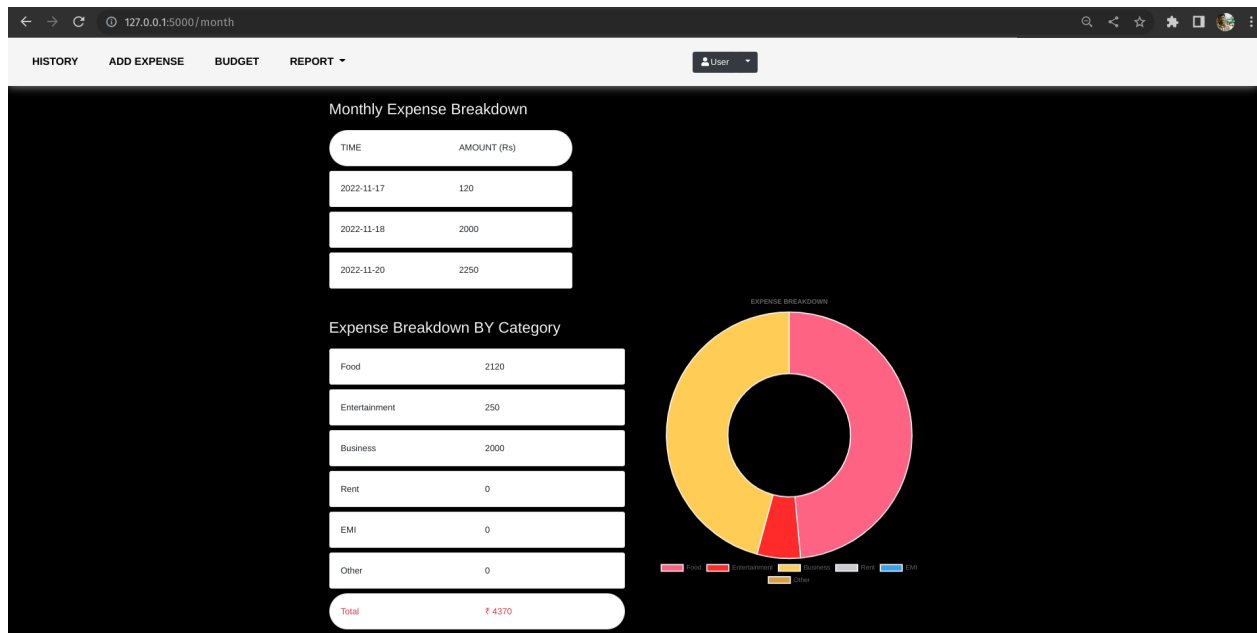 127.0.0.1:5000/month
HISTORY ADD EXPENSE BUDGET REPORT User
Monthly Expense Breakdown
TIME AMOUNT (Rs)
2022-11-17 120
2022-11-18 2000
2022-11-20 2250
EXPENSE BREAKDOWN
Expense Breakdown BY Category
Food 2120
Entertainment 250
Business 2000
Rent 0
EMI 0
Other 0
Total ₹ 4370
Food Entertainment Business Rent EMI
Other